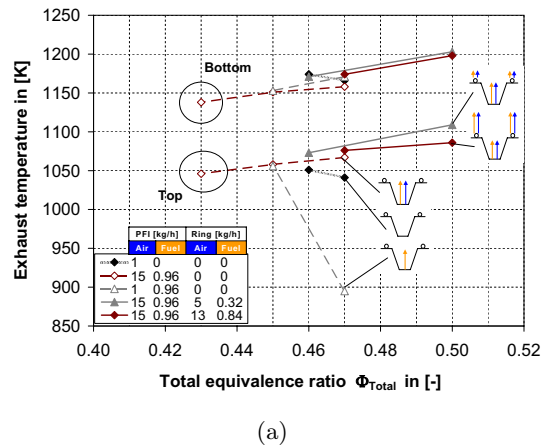 1250
1200
1150
1100
1050
1000
950
900
850
Exhaust temperature in [K]
Bottom
Top
PFI [kg/h] Ring [kg/h]
Air Fuel Air Fuel
1 0 0 0
15 0.96 0 0
1 0.96 0 0
15 0.96 5 0.32
15 0.96 13 0.84
0.40 0.42 0.44 0.46 0.48 0.50 0.52
Total equivalence ratio Φ_Total in [-]
(a)